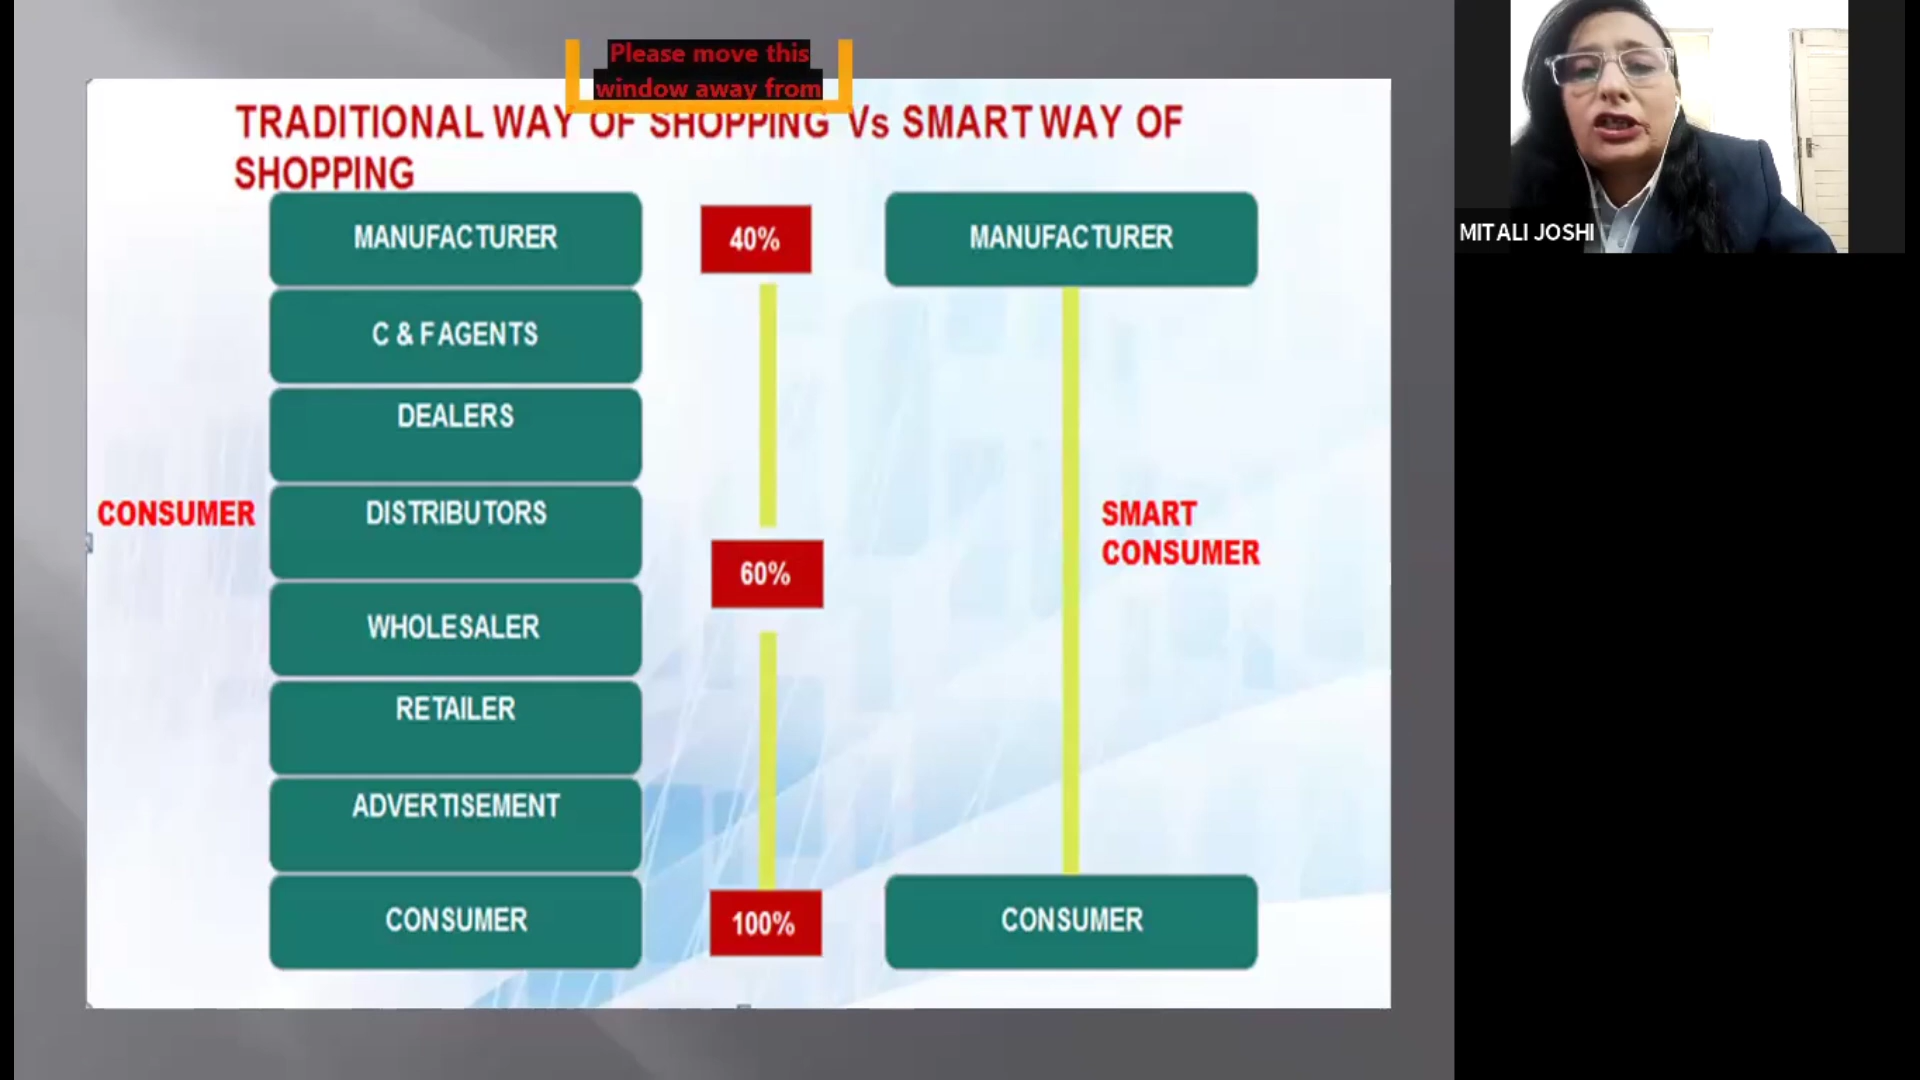 Please move this
window away from
TRADITIONAL WAY OF SHOPPING Vs SMART WAY OF
SHOPPING
MANUFACTURER
40%
MANUFACTURER
C & F AGENTS
DEALERS
CONSUMER
DISTRIBUTORS
SMART
CONSUMER
60%
WHOLESALER
RETAILER
ADVERTISEMENT
CONSUMER
100%
CONSUMER
MITALI JOSHI